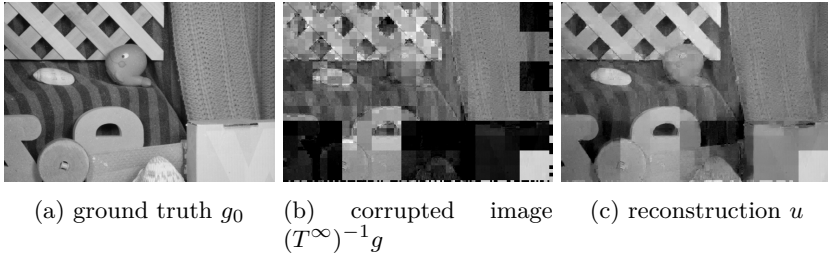 (a) ground truth g₀
(b) corrupted image
(T^∞)⁻¹g
(c) reconstruction u